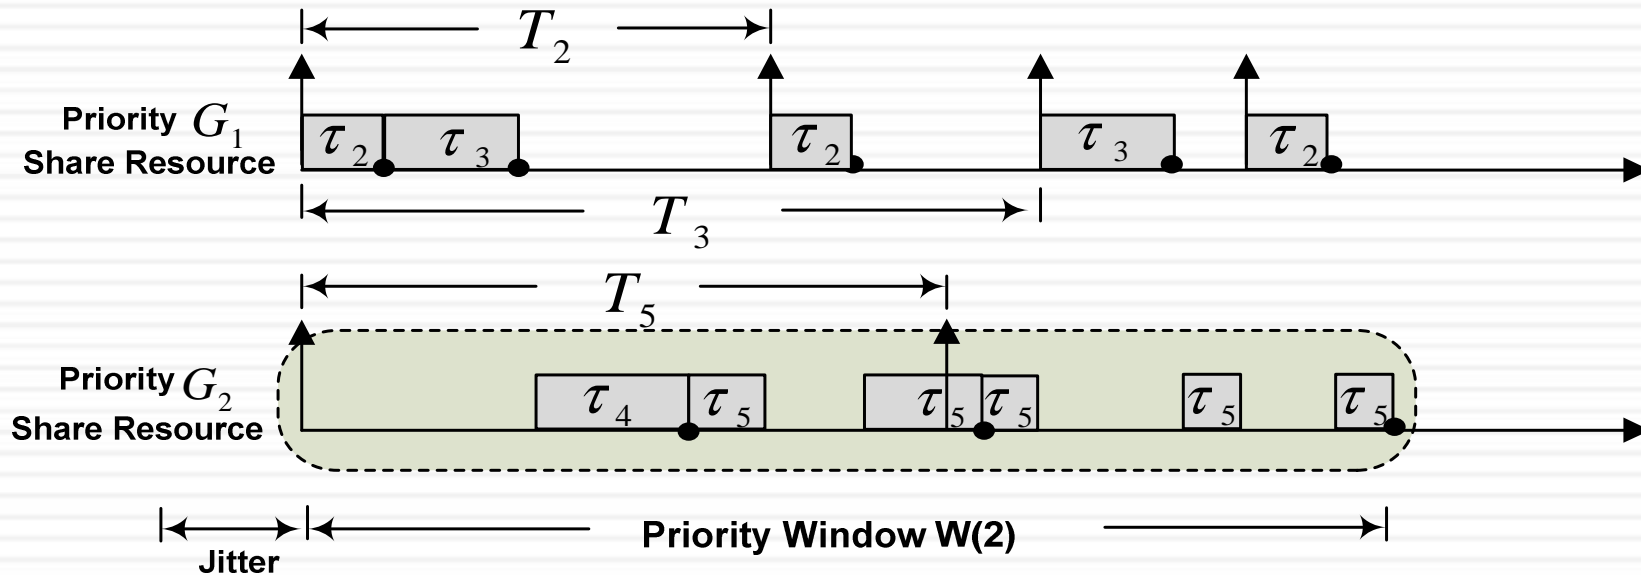 T2
Priority G1
Share Resource
τ2 τ3 τ2 τ3 τ2
T3
T5
Priority G2
Share Resource
τ4 τ5 τ5 τ5 τ5 τ5
Priority Window W(2)
Jitter